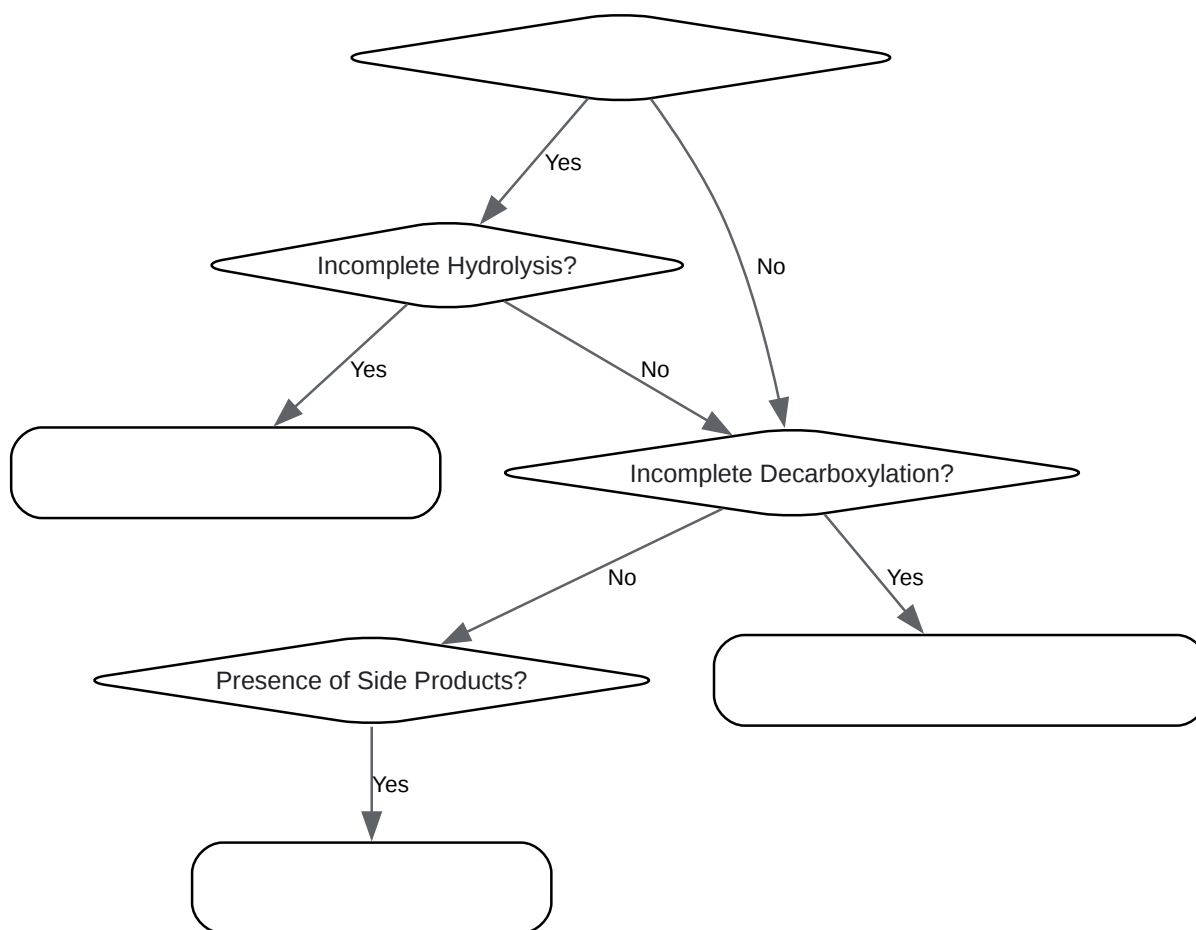 Yes
Incomplete Hydrolysis?
No
Yes
No
Incomplete Decarboxylation?
No
Yes
Presence of Side Products?
Yes